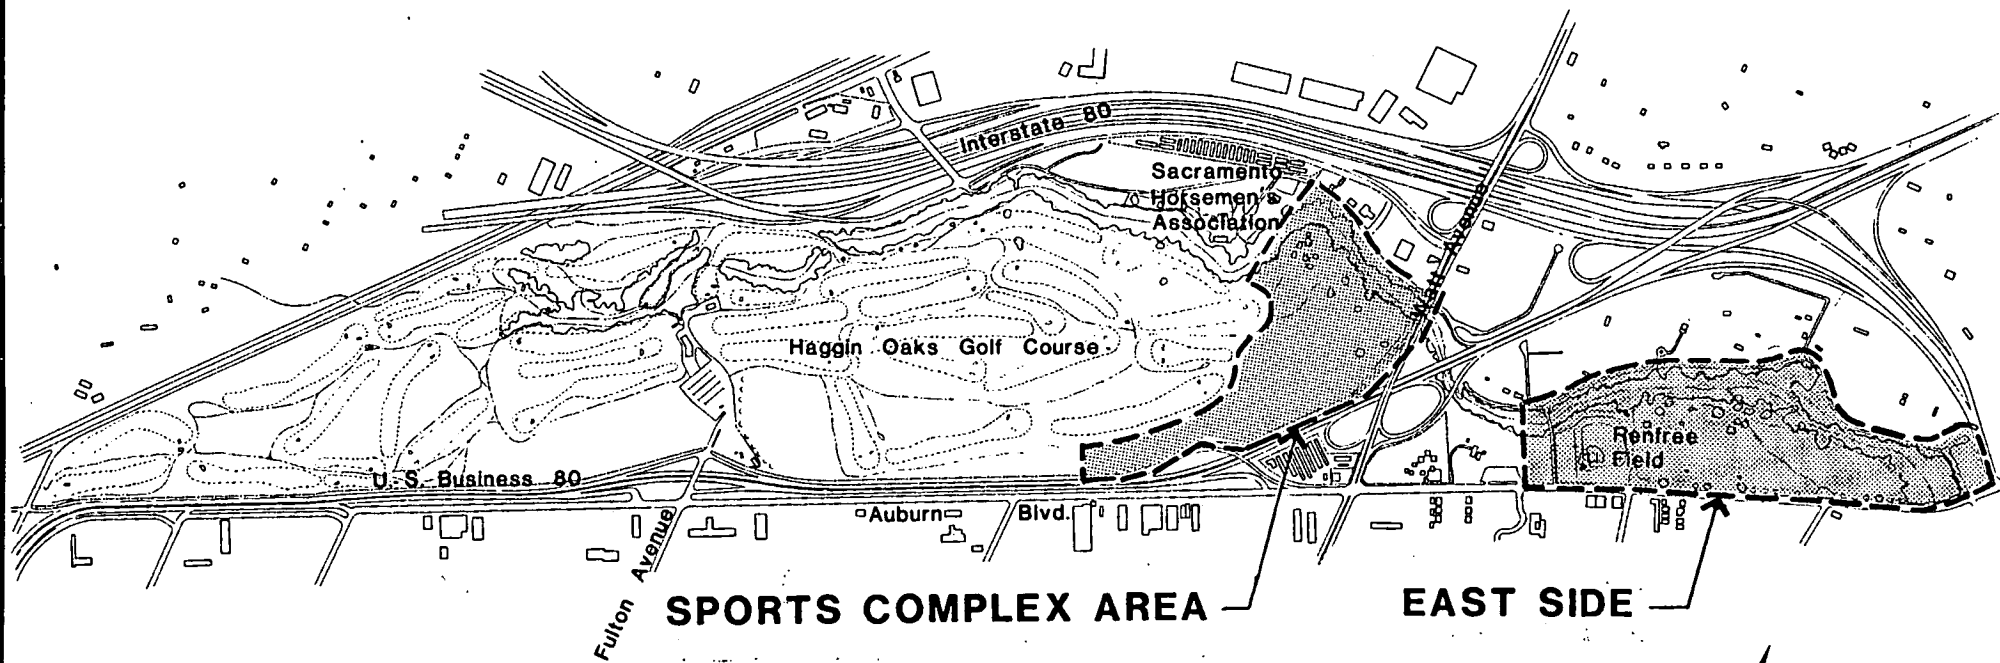 Interstate 80
Sacramento
Horsemen's
Association
Watt Avenue
Haggin Oaks Golf Course
Renfree
Field
U.S. Business 80
Auburn Blvd.
Fulton Avenue
SPORTS COMPLEX AREA
EAST SIDE